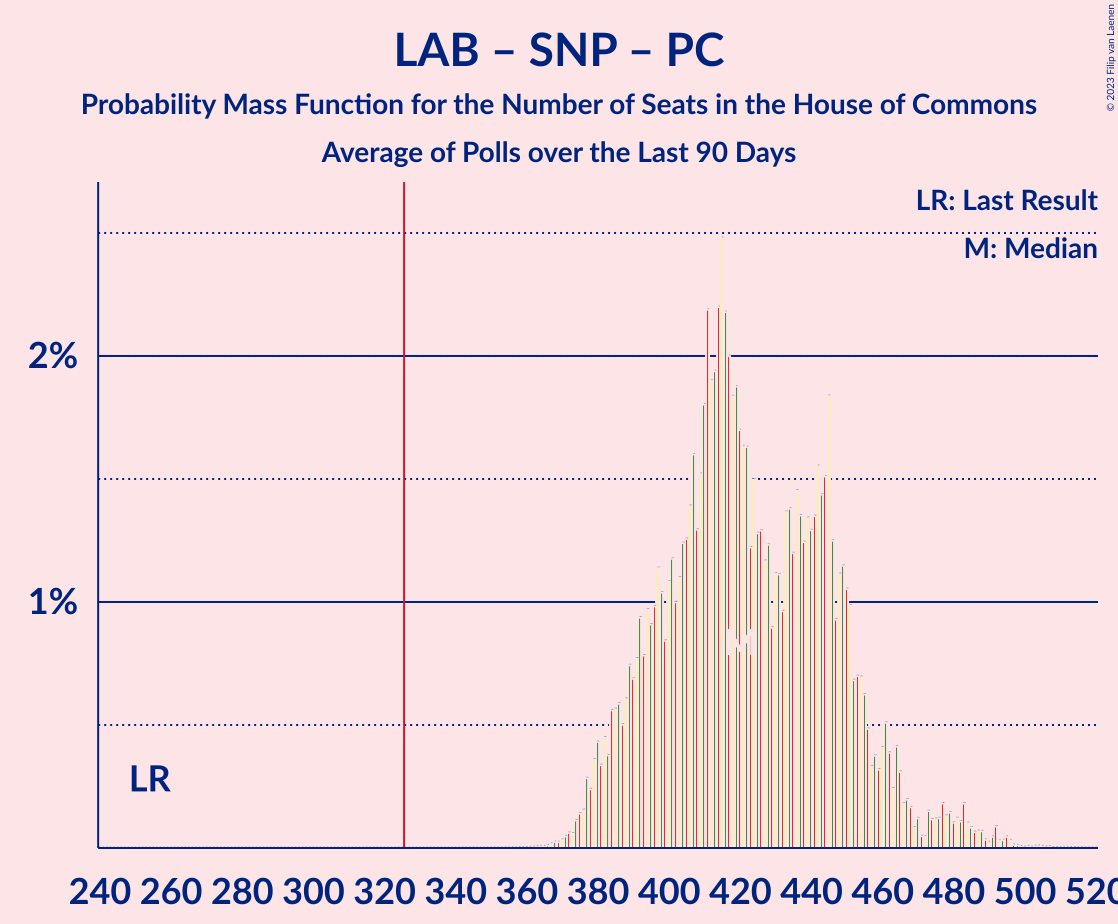 LAB – SNP – PC
Probability Mass Function for the Number of Seats in the House of Commons
Average of Polls over the Last 90 Days
© 2023 Filip van Laenen
LR: Last Result
M: Median
2%
1%
LR
M
240 260 280 300 320 340 360 380 400 420 440 460 480 500 520